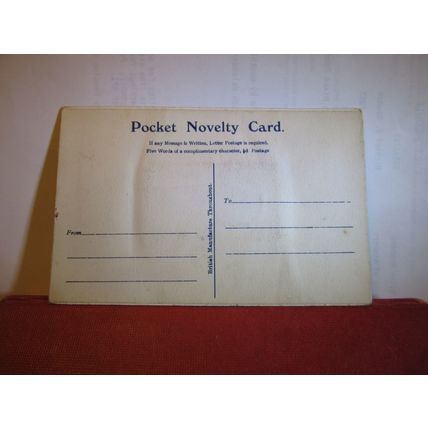 Pocket Novelty Card.
If any Message is Written, Letter Postage is required.
Five Words of a complimentary character, ½d Postage
To
From
British Manufacture Throughout.